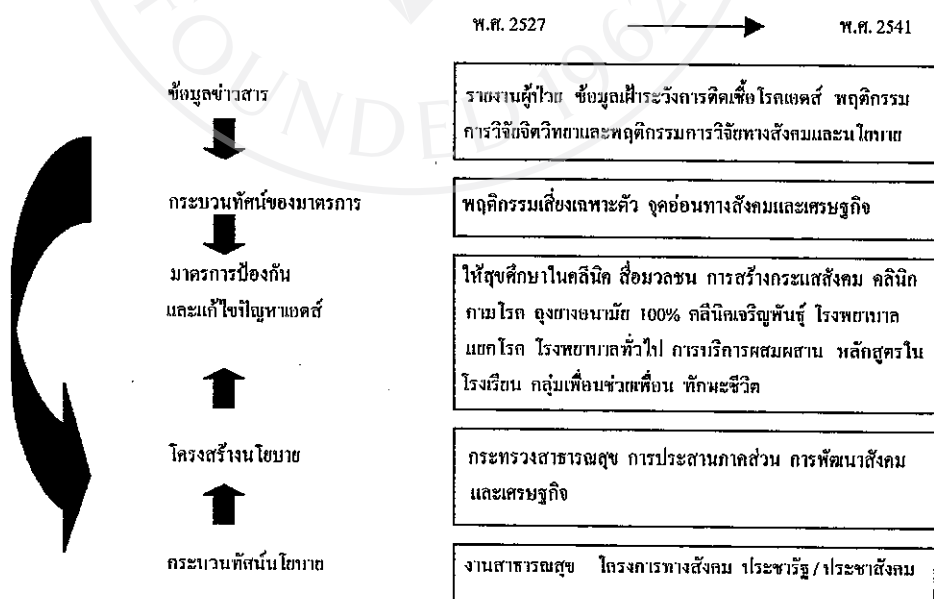 พ.ศ. 2527 พ.ศ. 2541
ข้อมูลข่าวสาร
รายงานผู้ป่วย ข้อมูลเฝ้าระวังการติดเชื้อโรคเอดส์ พฤติกรรม
การวิจัยจิตวิทยาและพฤติกรรมการวิจัยทางสังคมและนโยบาย
กระบวนทัศน์ของมาตรการ
พฤติกรรมเสี่ยงเฉพาะตัว จุดอ่อนทางสังคมและเศรษฐกิจ
มาตรการป้องกัน
และแก้ไขปัญหาเอดส์
ให้สุขศึกษาในคลีนิค สื่อมวลชน การสร้างกระแสสังคม คลินิก
กามโรค ถุงยางอนามัย 100% คลีนิคเจริญพันธุ์ โรงพยาบาล
แยกโรค โรงพยาบาลทั่วไป การบริการผสมผสาน หลักสูตรใน
โรงเรียน กลุ่มเพื่อนช่วยเพื่อน ทักษะชีวิต
โครงสร้างนโยบาย
กระทรวงสาธารณสุข การประสานภาคส่วน การพัฒนาสังคม
และเศรษฐกิจ
กระบวนทัศน์นโยบาย
งานสาธารณสุข โครงการทางสังคม ประชารัฐ/ประชาสังคม
FOUNDED 1962